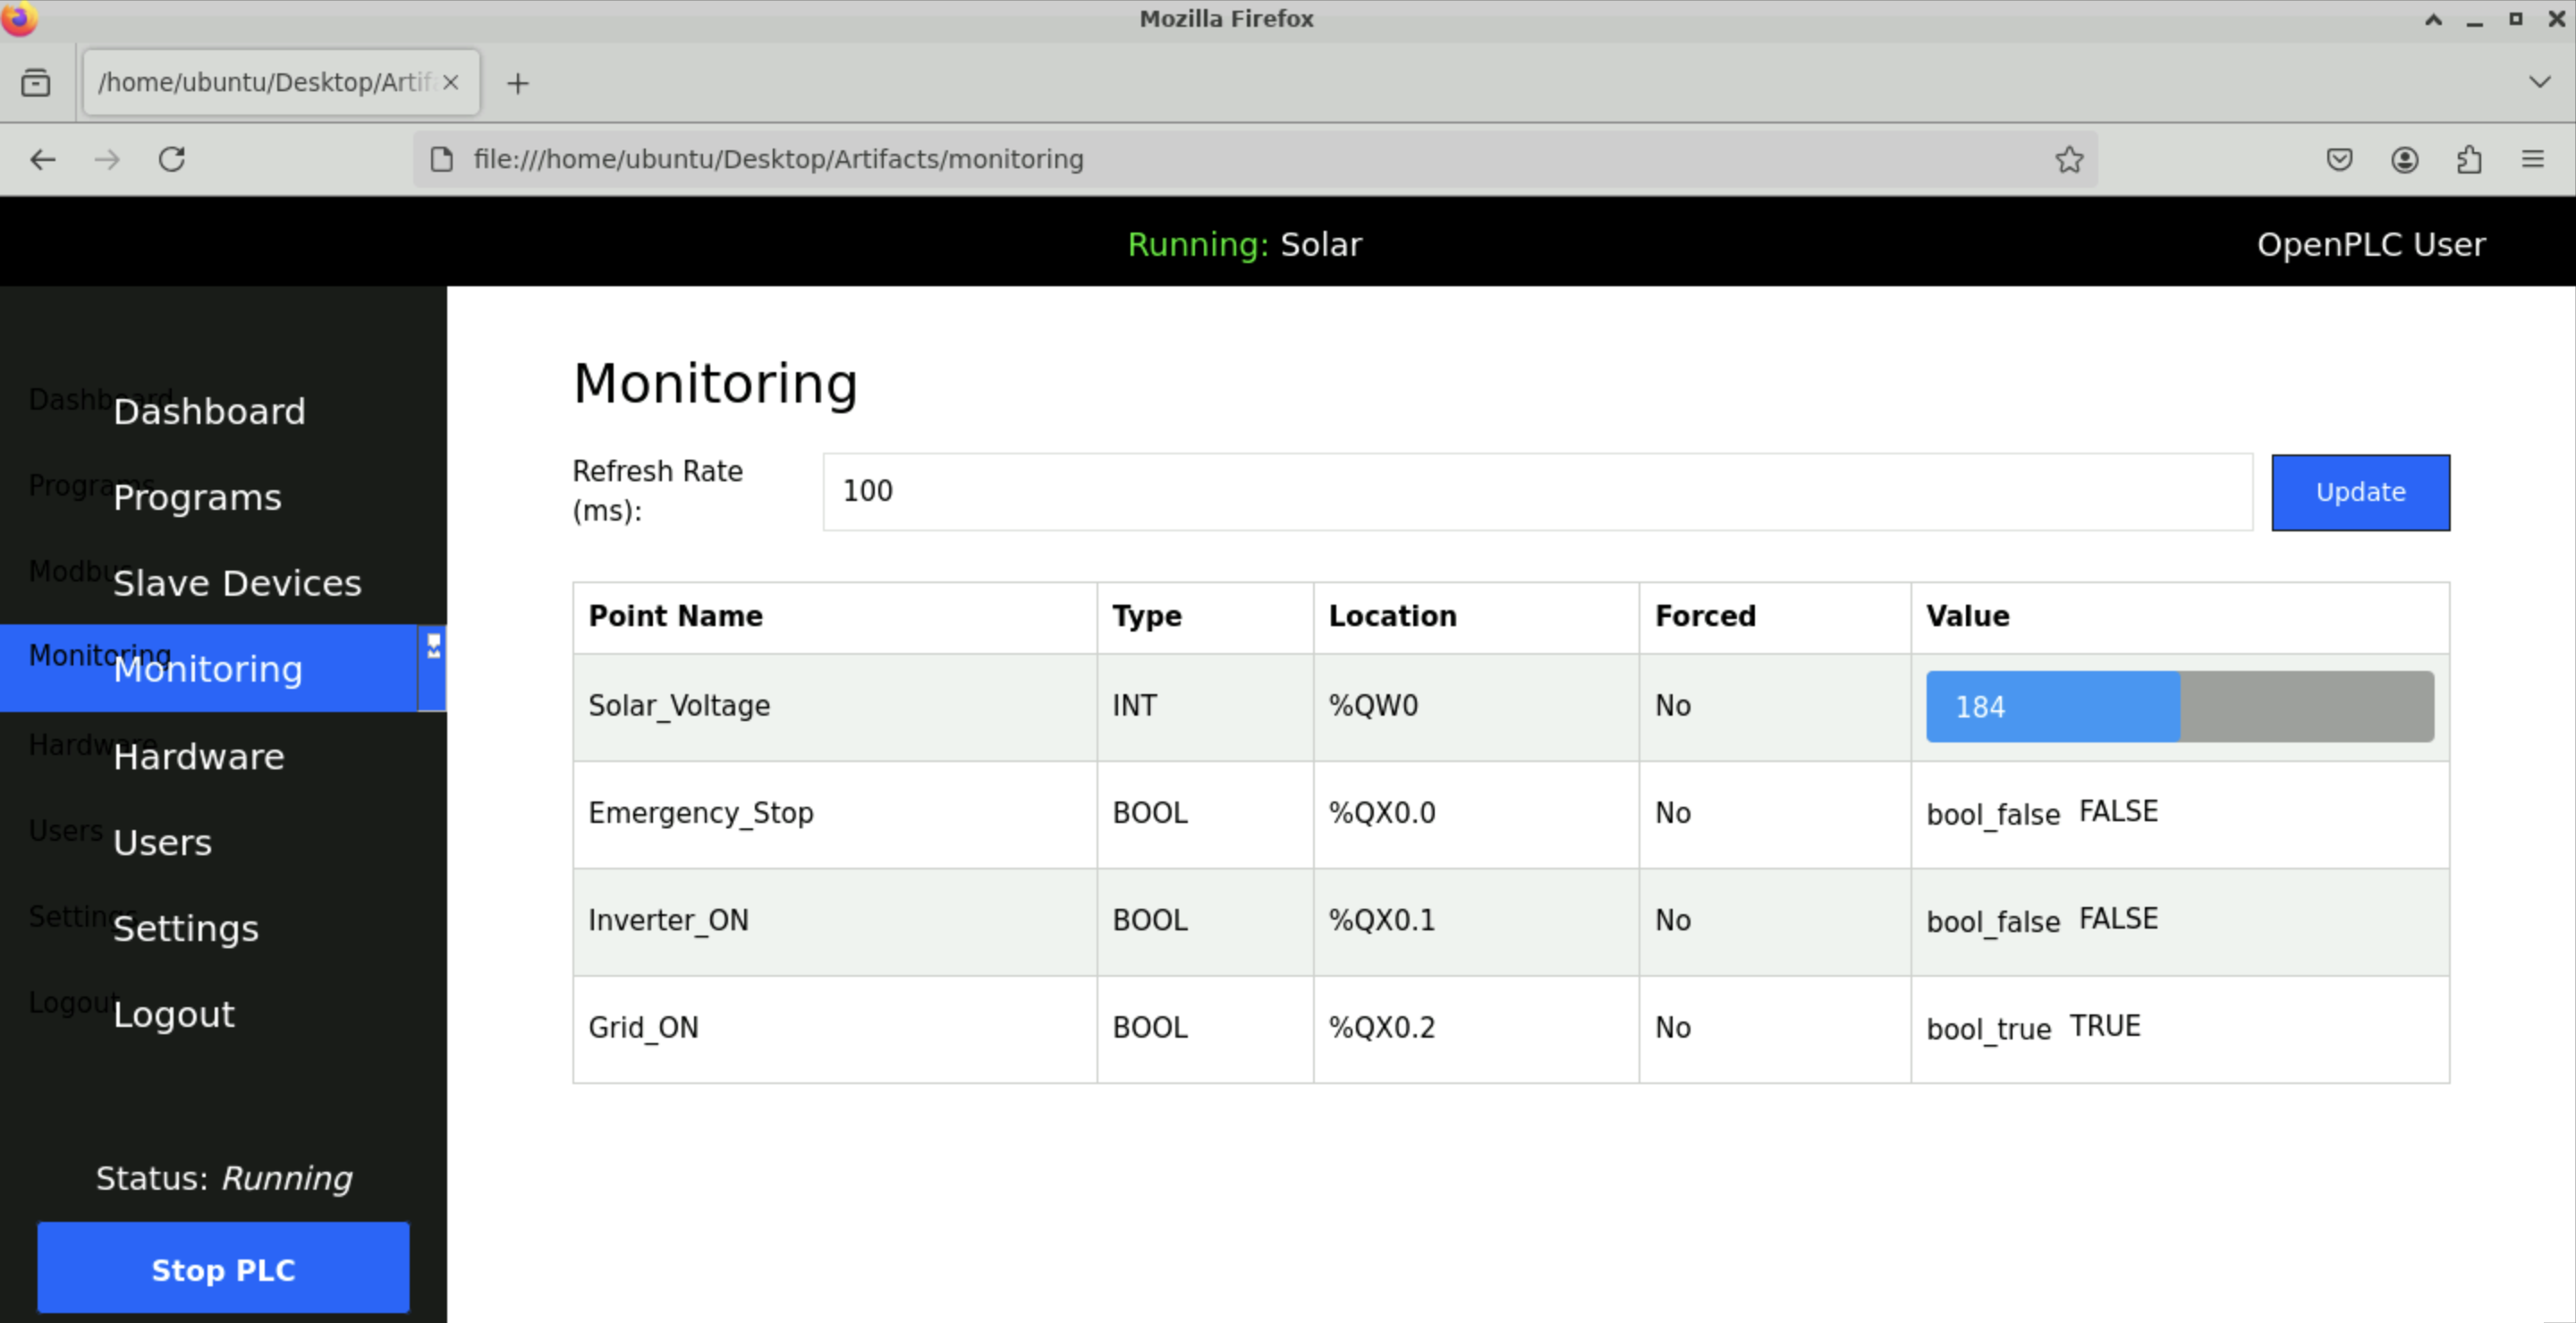 Mozilla Firefox
/home/ubuntu/Desktop/Artif
file:///home/ubuntu/Desktop/Artifacts/monitoring
Running: Solar
OpenPLC User
Dashboard
Dashboard
Programs
Programs
Modbus
Slave Devices
Monitoring
Monitoring
Hardware
Hardware
Users
Users
Settings
Settings
Logout
Logout
Status: Running
Stop PLC
Monitoring
Refresh Rate
(ms):
100
Update
Point Name Type Location Forced Value
Solar_Voltage INT %QW0 No 184
Emergency_Stop BOOL %QX0.0 No bool_false FALSE
Inverter_ON BOOL %QX0.1 No bool_false FALSE
Grid_ON BOOL %QX0.2 No bool_true TRUE